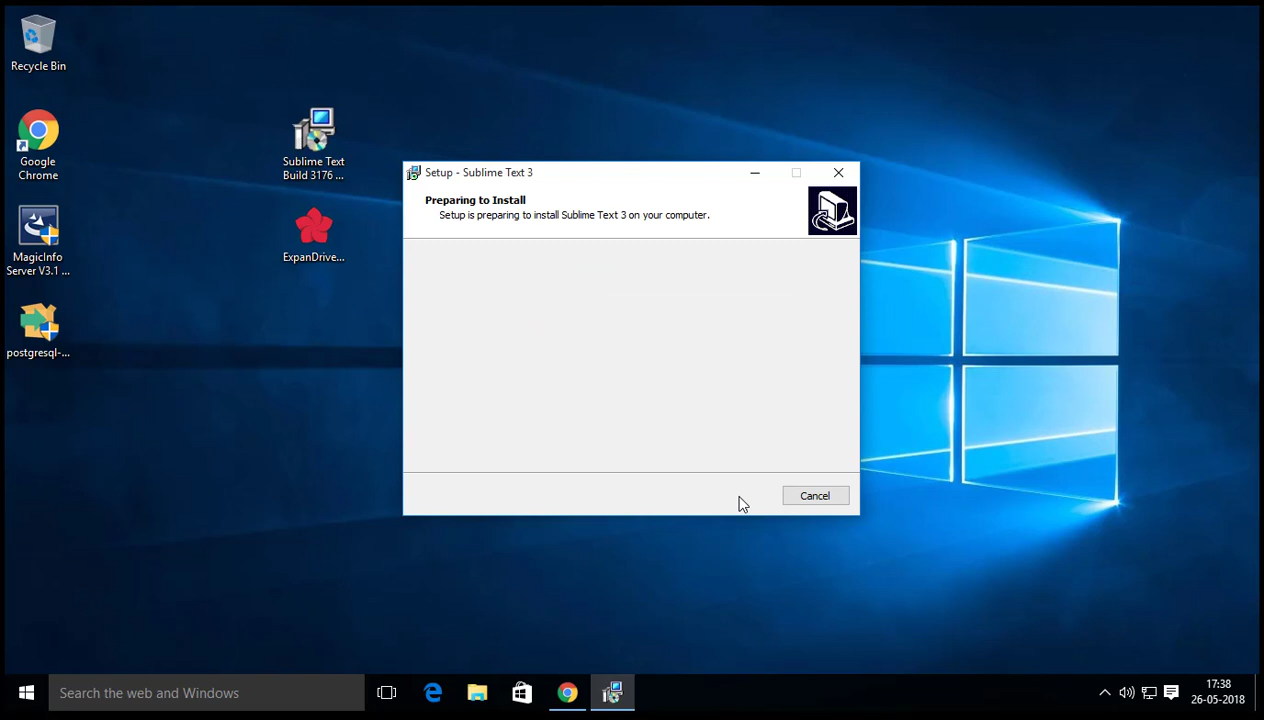 Recycle Bin
Google
Chrome
MagicInfo
Server V3.1 ...
postgresql-...
Sublime Text
Build 3176 ...
ExpanDrive...
Setup - Sublime Text 3
Preparing to Install
Setup is preparing to install Sublime Text 3 on your computer.
Cancel
Search the web and Windows
17:38
26-05-2018